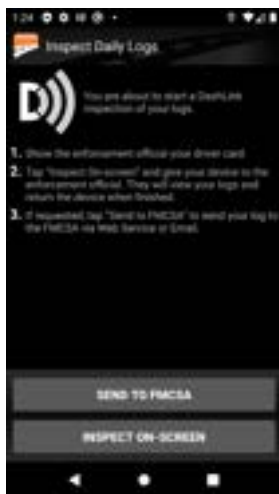 1:24
Inspect Daily Logs
You are about to start a DashLink
inspection of your logs.
1. Show the enforcement official your driver card.
2. Tap "Inspect On-screen" and give your device to the
enforcement official. They will view your logs and
return the device when finished.
3. If requested, tap "Send to FMCSA" to send your log to
the FMCSA via Web Service or Email.
SEND TO FMCSA
INSPECT ON-SCREEN